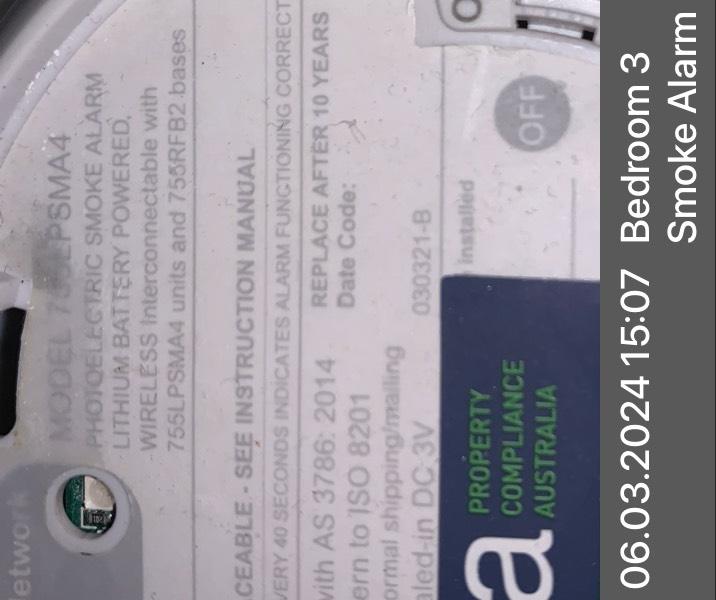 Network
MODEL 755LPSMA4
PHOTOELECTRIC SMOKE ALARM
LITHIUM BATTERY POWERED,
WIRELESS Interconnectable with
755LPSMA4 units and 755RFB2 bases
CEABLE - SEE INSTRUCTION MANUAL
VERY 40 SECONDS INDICATES ALARM FUNCTIONING CORRECT
with AS 3786: 2014
REPLACE AFTER 10 YEARS
ern to ISO 8201
Date Code:
ormal shipping/mailing
aled-in DC 3V
030321-B
installed
OFF
a
PROPERTY
COMPLIANCE
AUSTRALIA
06.03.2024 15:07
Bedroom 3
Smoke Alarm